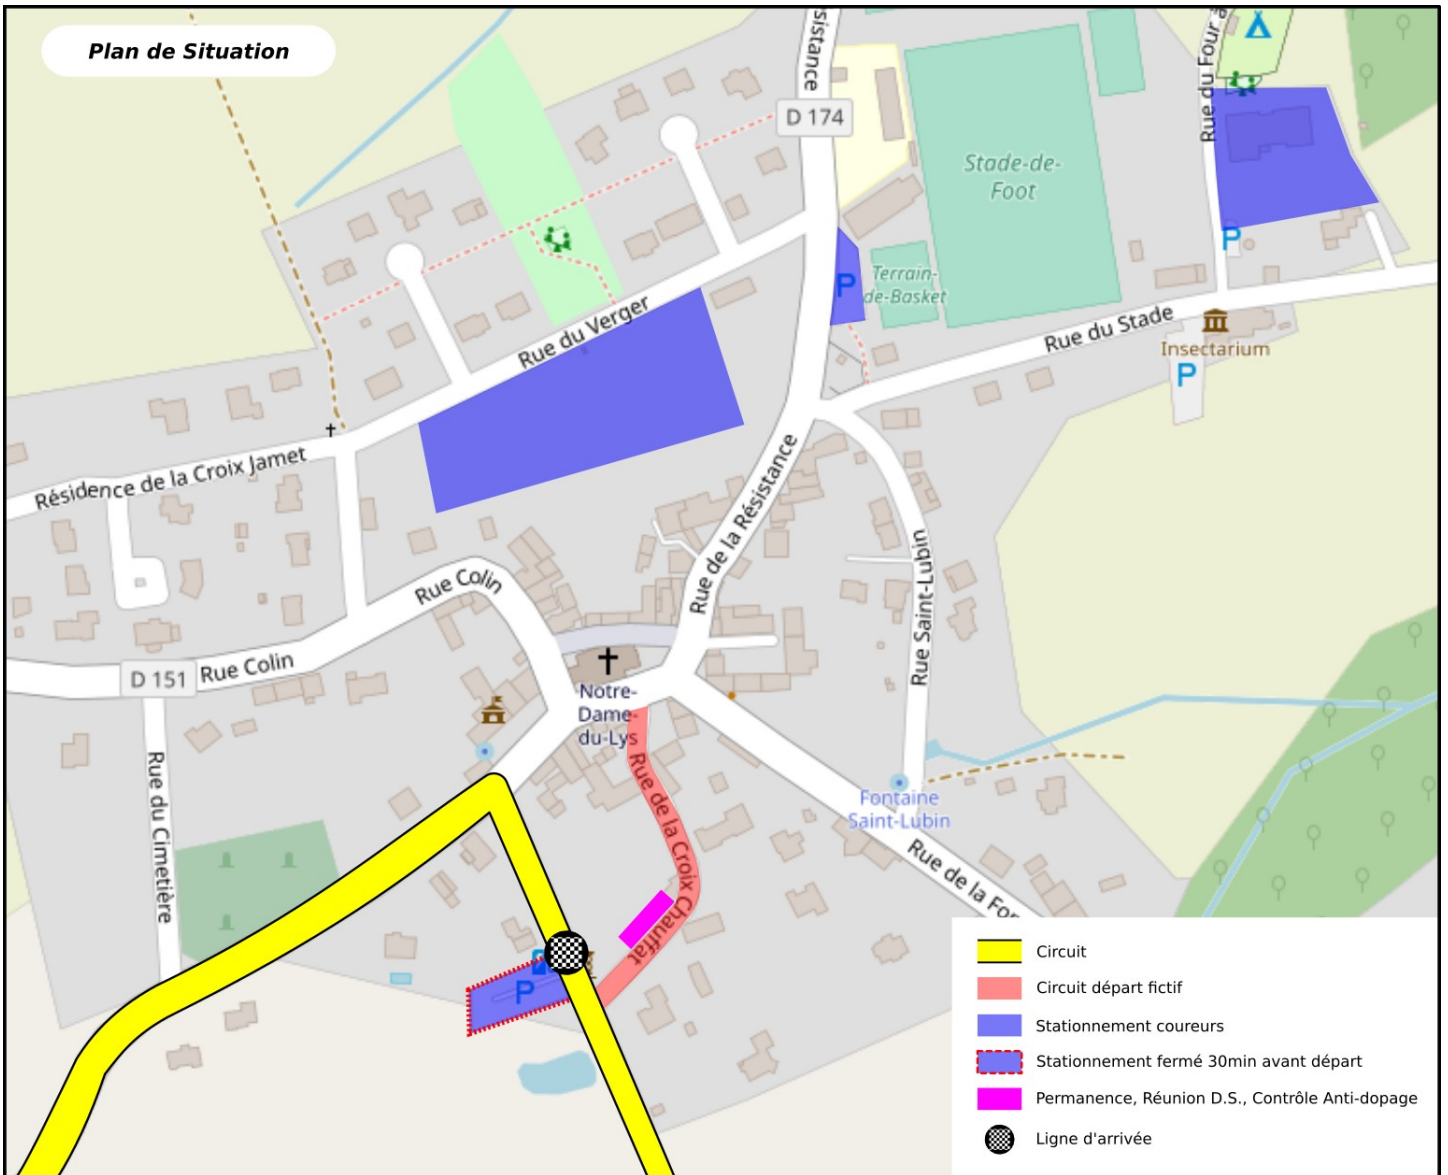 Plan de Situation
sistance
D 174
Rue du Four à
Stade-de-
Foot
P
P
Terrain-
de-Basket
Rue du Stade
Insectarium
P
Rue du Verger
Résidence de la Croix Jamet
Rue de la Résistance
Rue Colin
Rue Saint-Lubin
D 151
Rue Colin
Notre-
Dame-
du-Lys
Rue du Cimetière
Rue de la Croix Chauffat
Fontaine
Saint-Lubin
Rue de la Fon
P
Circuit
Circuit départ fictif
Stationnement coureurs
Stationnement fermé 30min avant départ
Permanence, Réunion D.S., Contrôle Anti-dopage
Ligne d'arrivée